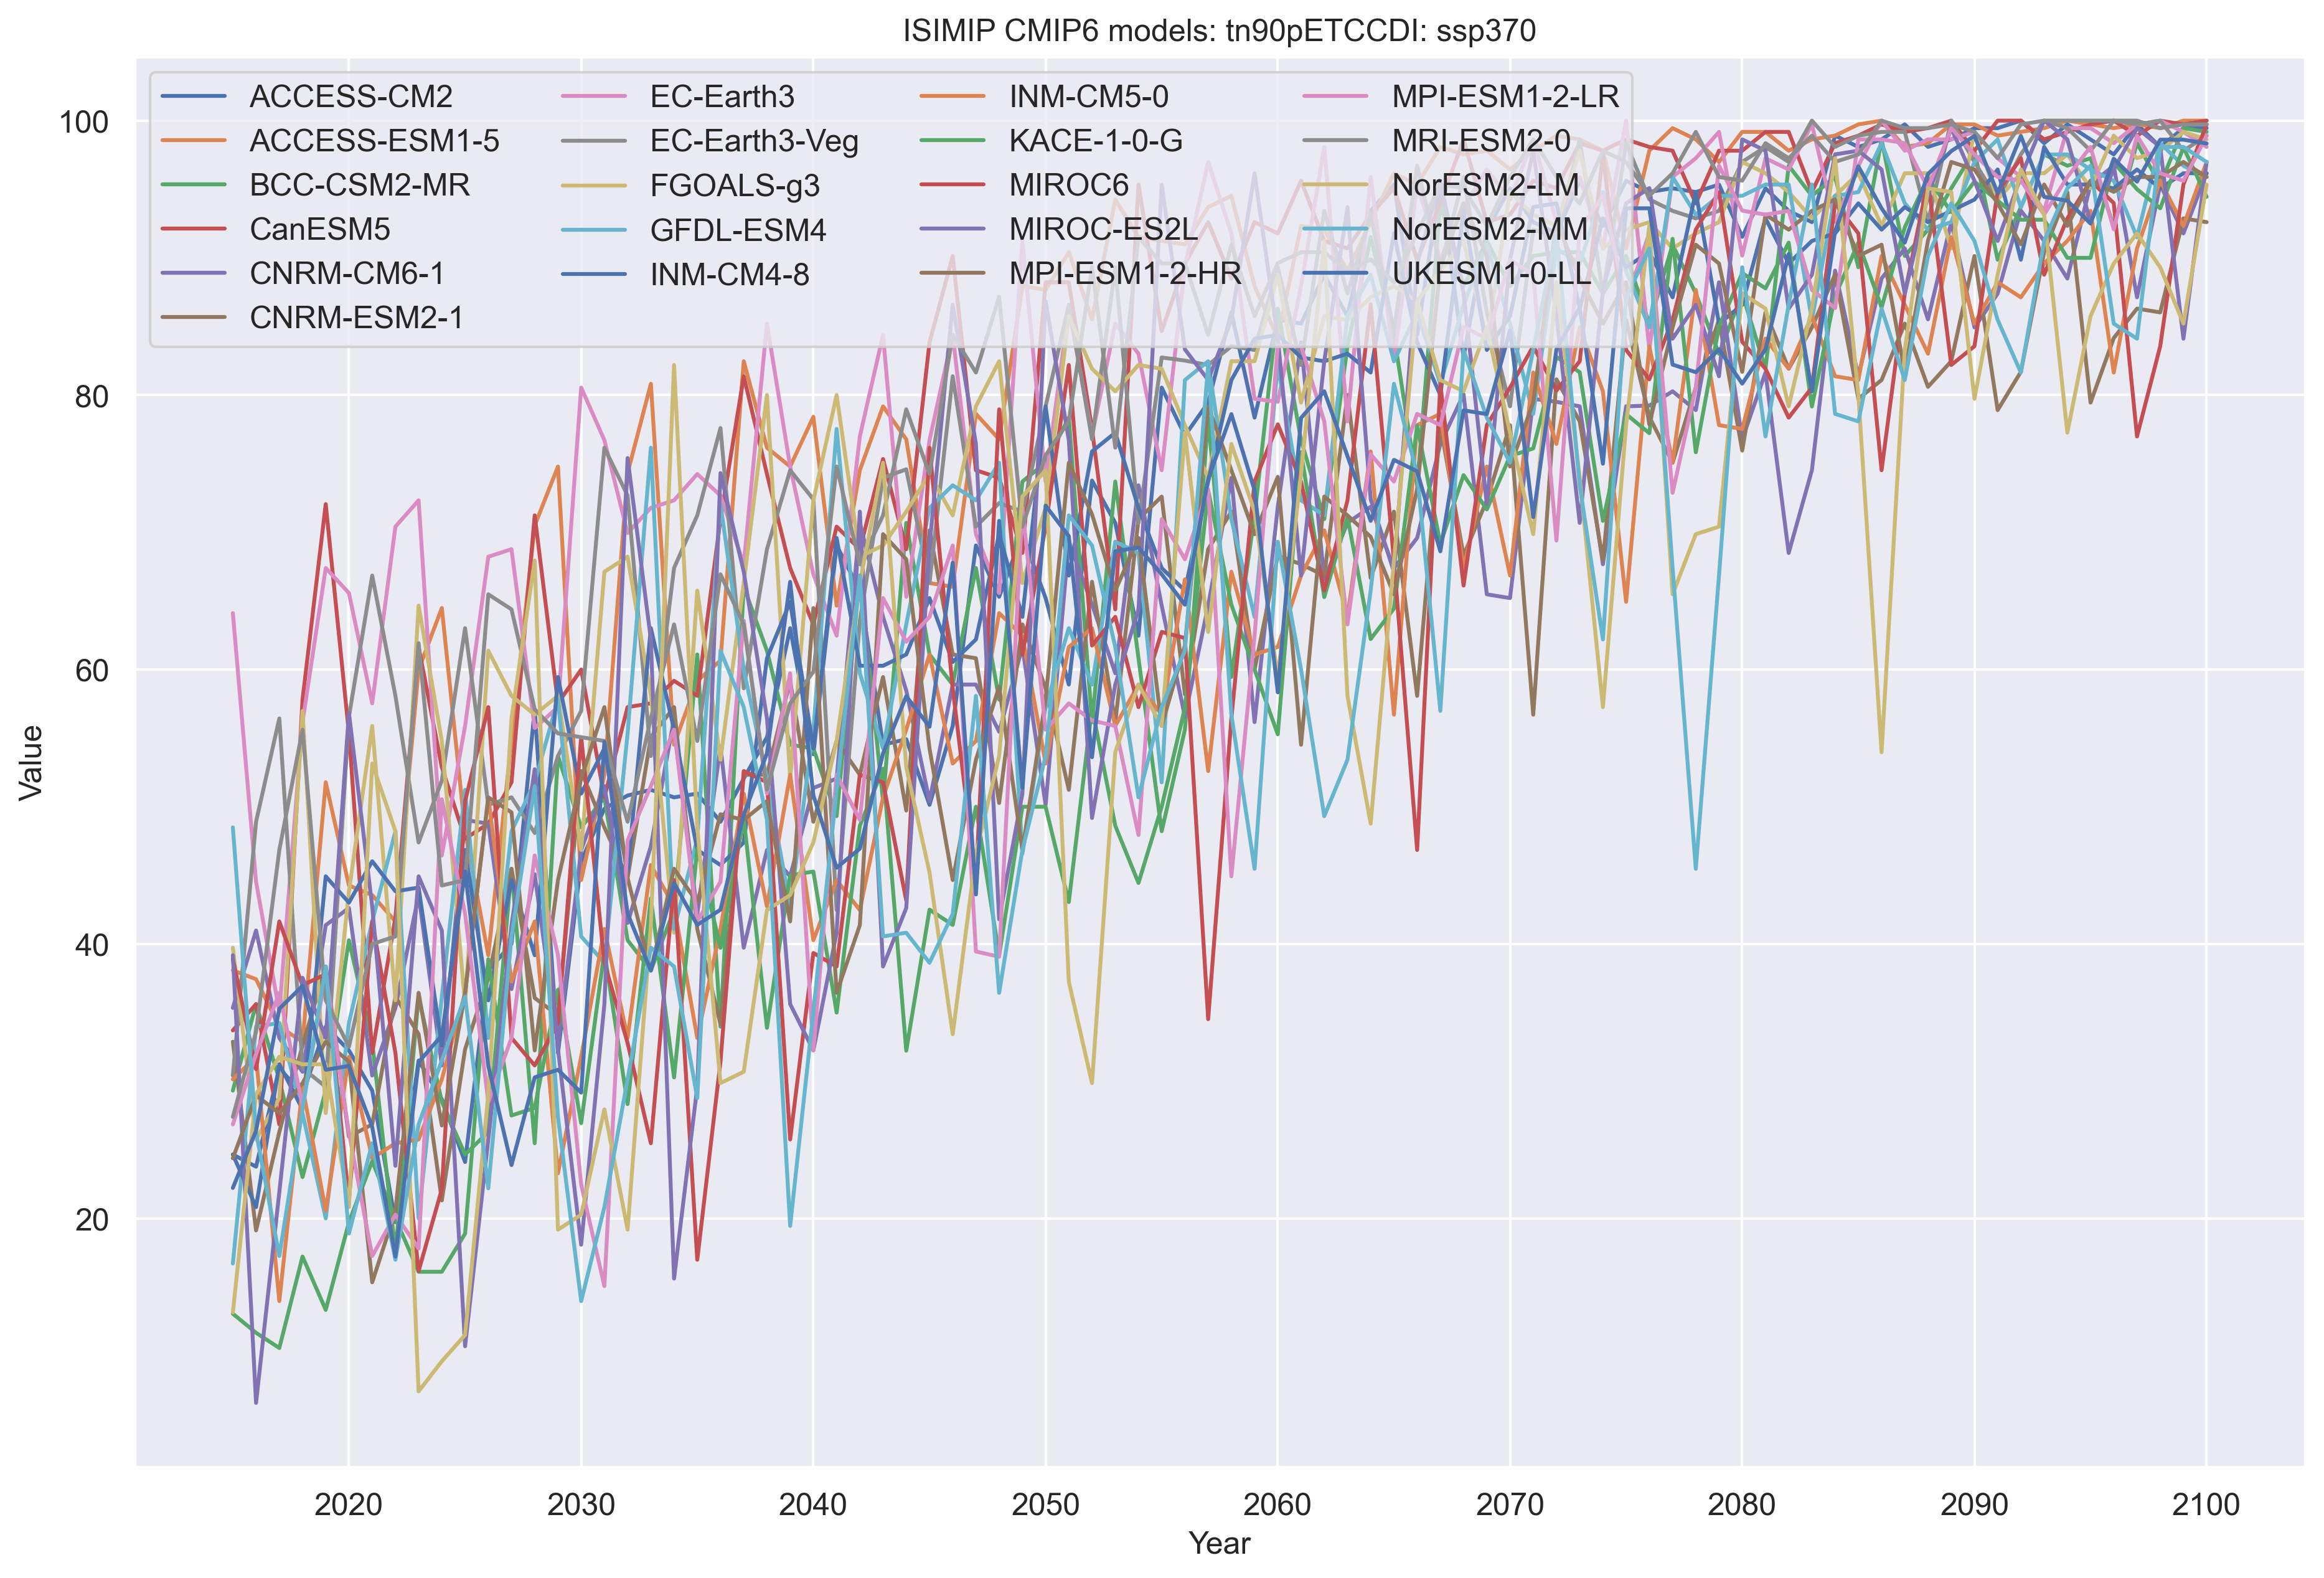 ISIMIP CMIP6 models: tn90pETCCDI: ssp370
ACCESS-CM2
ACCESS-ESM1-5
BCC-CSM2-MR
CanESM5
CNRM-CM6-1
CNRM-ESM2-1
EC-Earth3
EC-Earth3-Veg
FGOALS-g3
GFDL-ESM4
INM-CM4-8
INM-CM5-0
KACE-1-0-G
MIROC6
MIROC-ES2L
MPI-ESM1-2-HR
MPI-ESM1-2-LR
MRI-ESM2-0
NorESM2-LM
NorESM2-MM
UKESM1-0-LL
100
80
60
40
20
Value
2020 2030 2040 2050 2060 2070 2080 2090 2100
Year